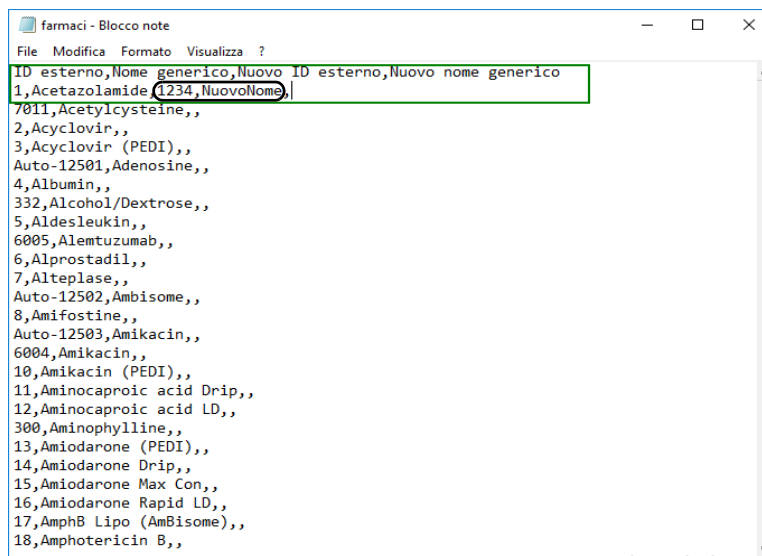 farmaci - Blocco note
File Modifica Formato Visualizza ?
ID esterno,Nome generico,Nuovo ID esterno,Nuovo nome generico
1,Acetazolamide,1234,NuovoNome,
7011,Acetylcysteine,,
2,Acyclovir,,
3,Acyclovir (PEDI),,
Auto-12501,Adenosine,,
4,Albumin,,
332,Alcohol/Dextrose,,
5,Aldesleukin,,
6005,Alemtuzumab,,
6,Alprostadil,,
7,Alteplase,,
Auto-12502,Ambisome,,
8,Amifostine,,
Auto-12503,Amikacin,,
6004,Amikacin,,
10,Amikacin (PEDI),,
11,Aminocaproic acid Drip,,
12,Aminocaproic acid LD,,
300,Aminophylline,,
13,Amiodarone (PEDI),,
14,Amiodarone Drip,,
15,Amiodarone Max Con,,
16,Amiodarone Rapid LD,,
17,AmphB Lipo (AmBisome),,
18,Amphotericin B,,